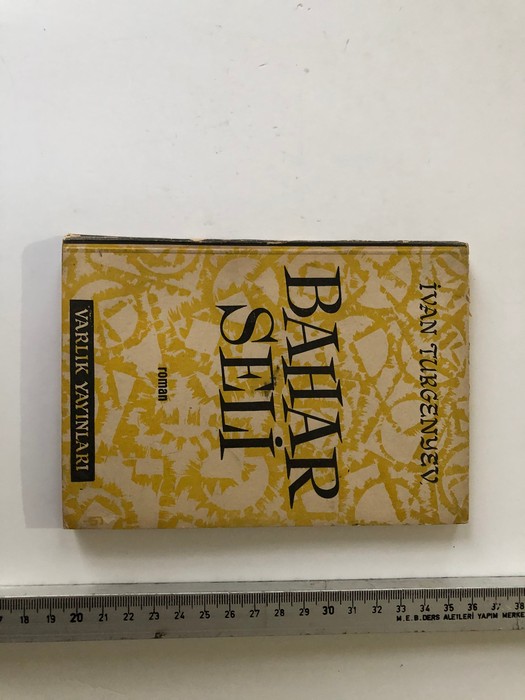 İVAN TURGENYEV
BAHAR
SELİ
roman
VARLIK YAYINLARI
18 19 20 21 22 23 24 25 26 27 28 29 30 31 32 33 34 35 36 37 38
M.E.B.DERS ALETLERİ YAPIM MERKE